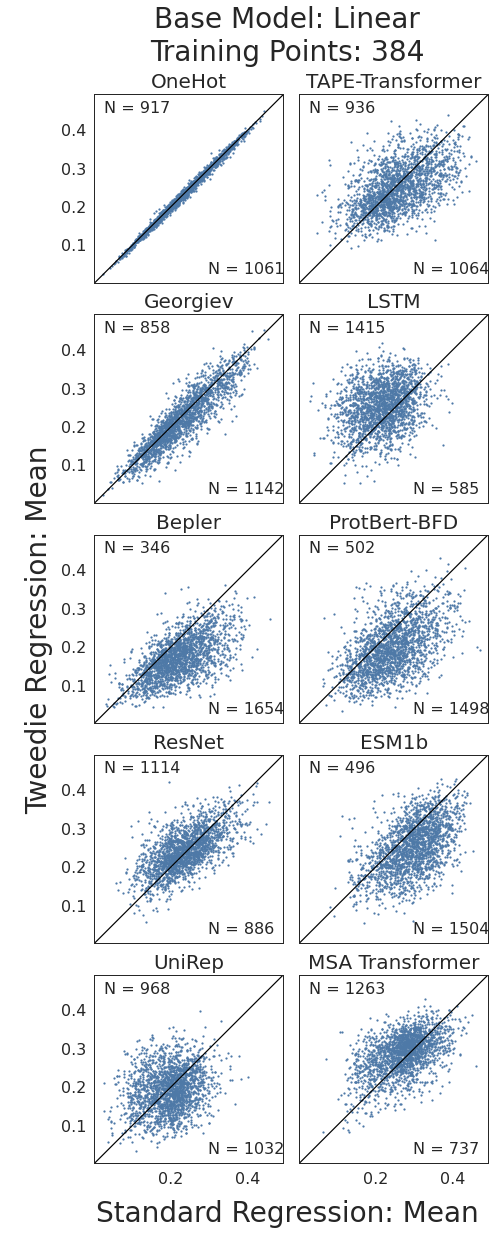 Base Model: Linear
Training Points: 384
OneHot
TAPE-Transformer
N = 917
N = 936
0.4
0.3
0.2
0.1
N = 1061
N = 1064
Georgiev
LSTM
N = 858
N = 1415
0.4
0.3
0.2
0.1
N = 1142
N = 585
Bepler
ProtBert-BFD
N = 346
N = 502
0.4
0.3
0.2
0.1
N = 1654
N = 1498
ResNet
ESM1b
N = 1114
N = 496
0.4
0.3
0.2
0.1
N = 886
N = 1504
UniRep
MSA Transformer
N = 968
N = 1263
0.4
0.3
0.2
0.1
N = 1032
N = 737
0.2
0.4
0.2
0.4
Tweedie Regression: Mean
Standard Regression: Mean